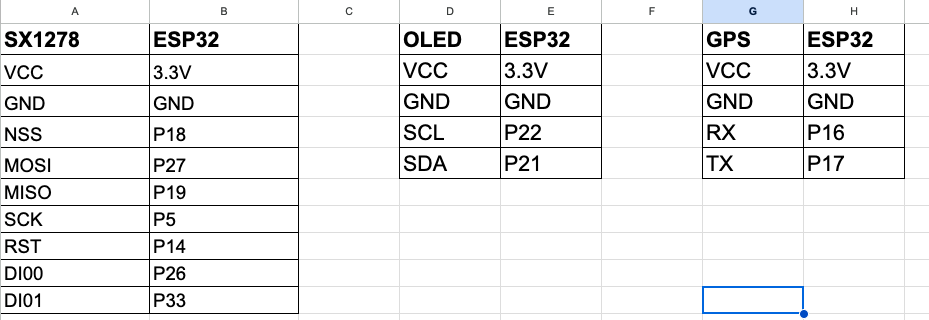 A B C D E F G H
SX1278 ESP32 OLED ESP32 GPS ESP32
VCC 3.3V VCC 3.3V VCC 3.3V
GND GND GND GND GND GND
NSS P18 SCL P22 RX P16
MOSI P27 SDA P21 TX P17
MISO P19
SCK P5
RST P14
DI00 P26
DI01 P33